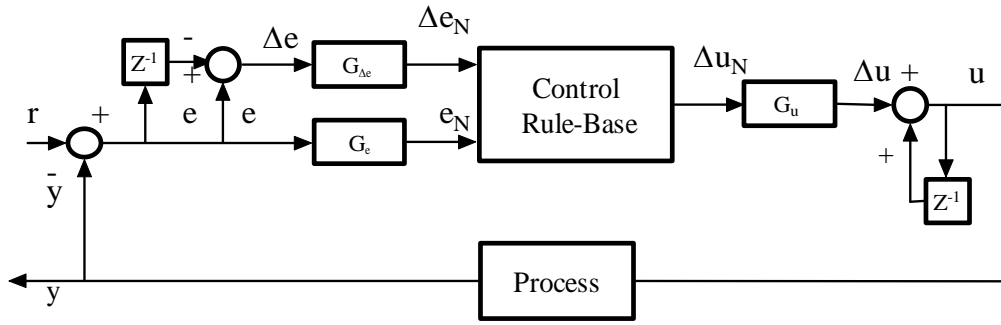 Δe_N
-
Δe
Z⁻¹
+
G_Δe
Δu_N
Δu
+
u
Control
Rule-Base
G_u
r
+
e
e
e_N
G_e
+
-
y
Z⁻¹
Process
y